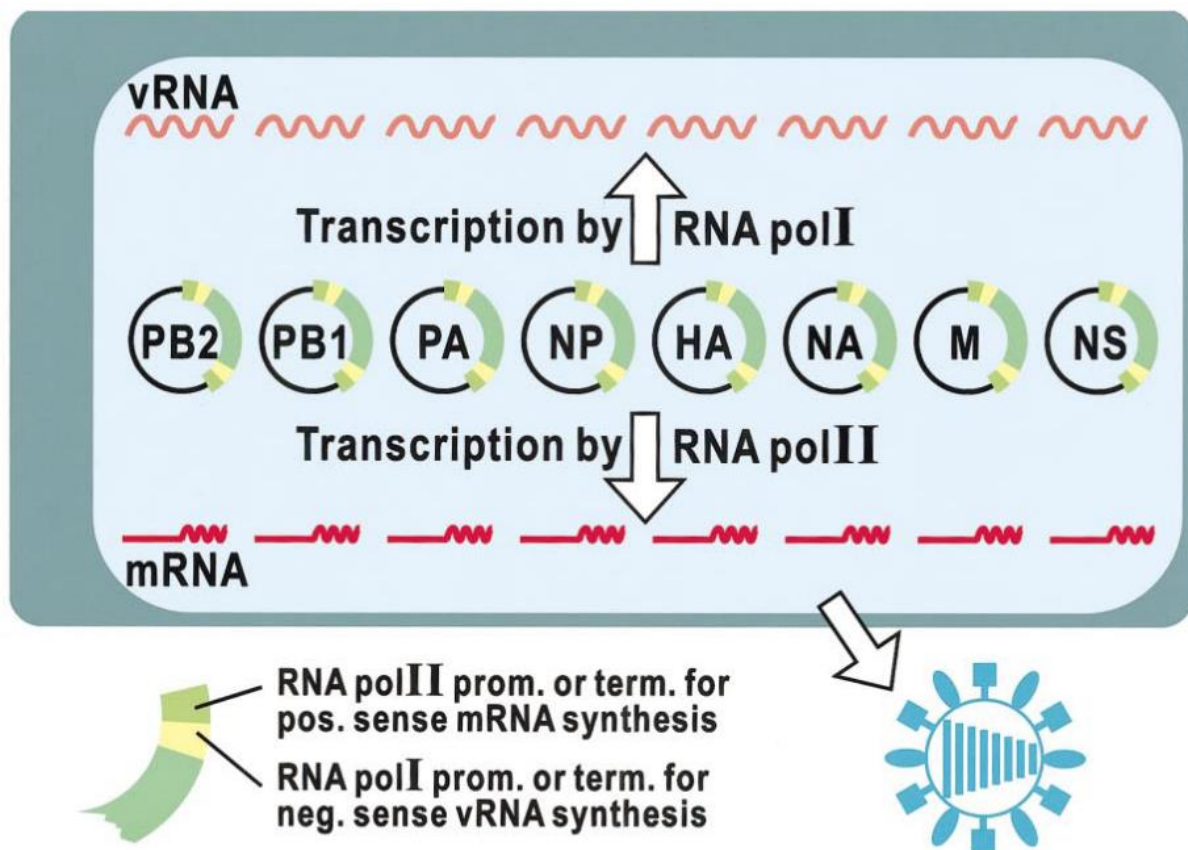 vRNA
Transcription by RNA polI
PB2 PB1 PA NP HA NA M NS
Transcription by RNA polII
mRNA
RNA polII prom. or term. for
pos. sense mRNA synthesis
RNA polI prom. or term. for
neg. sense vRNA synthesis